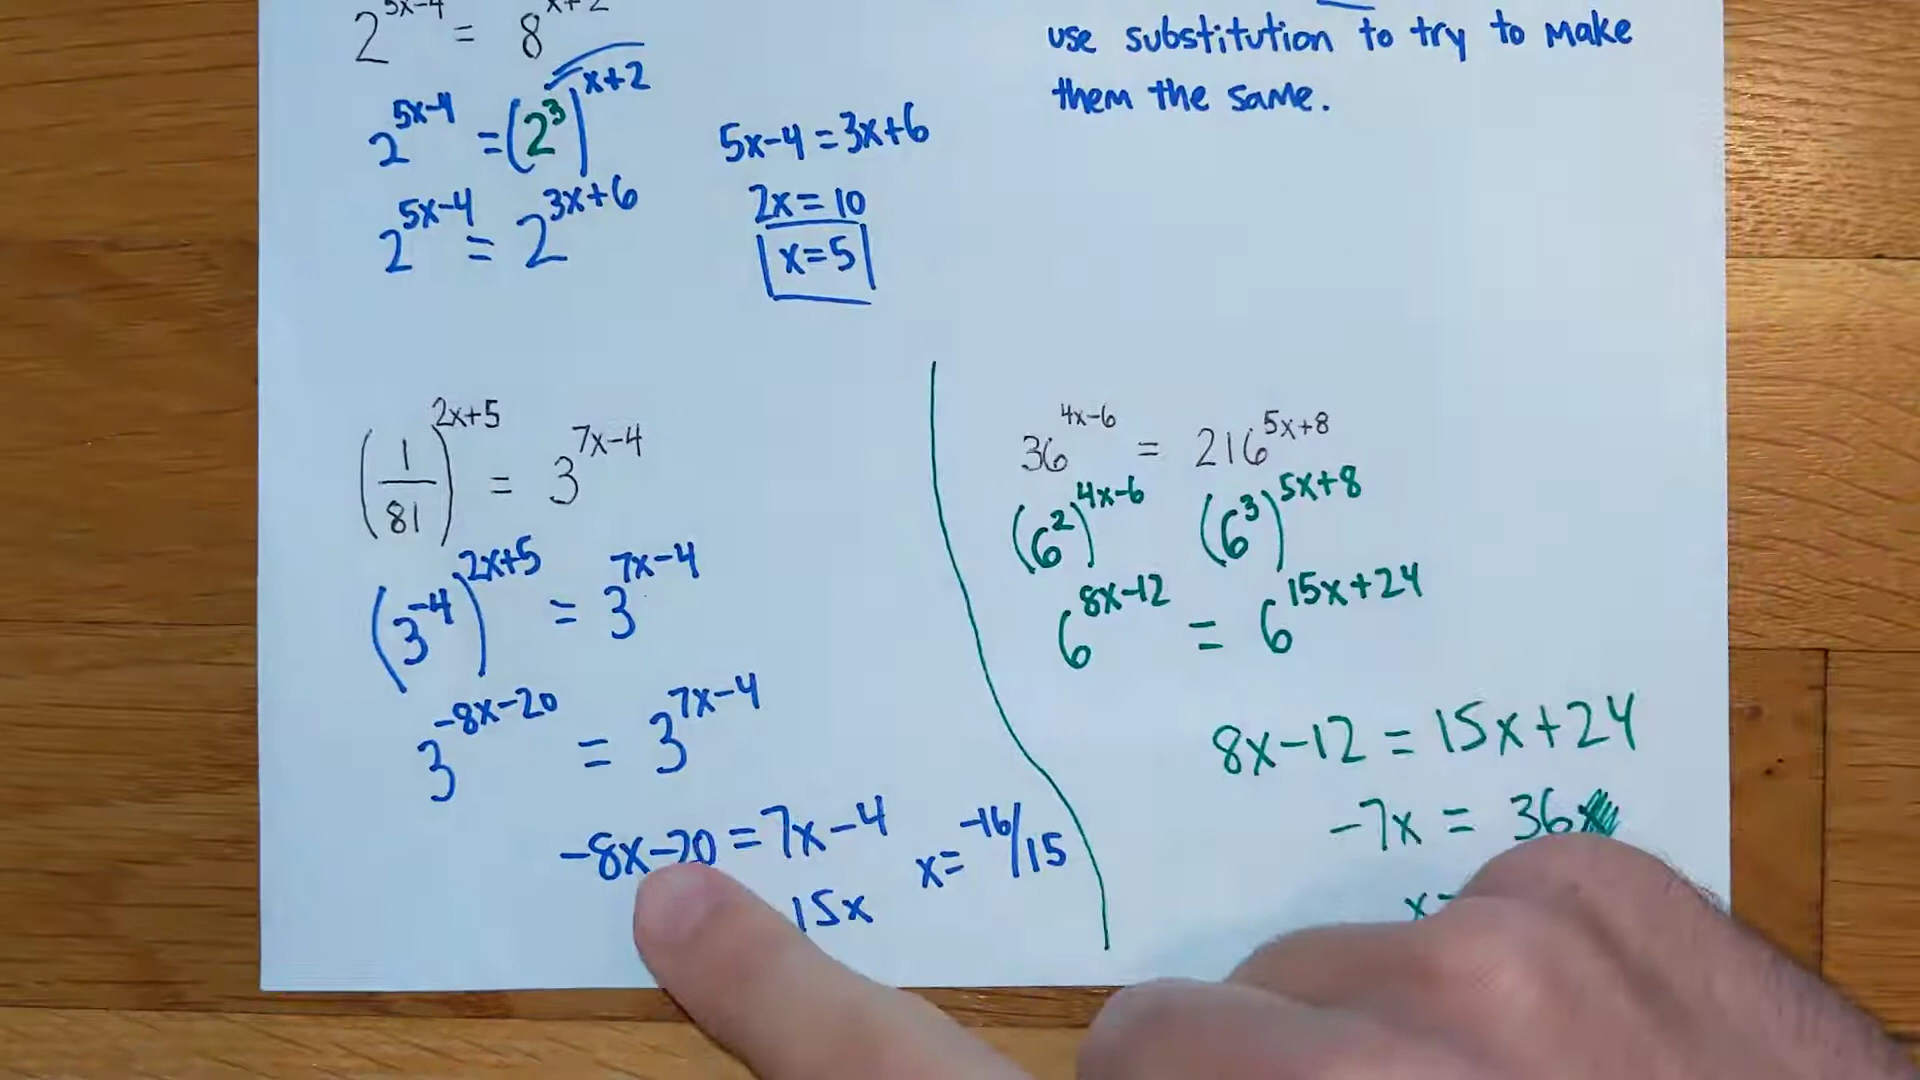 2^(5x-4) = 8^(x+2)
2^(5x-4) = (2^3)^(x+2)
2^(5x-4) = 2^(3x+6)
5x-4=3x+6
2x=10
x=5
use substitution to try to make
them the same.
(1/81)^(2x+5) = 3^(7x-4)
(3^-4)^(2x+5) = 3^(7x-4)
3^(-8x-20) = 3^(7x-4)
-8x-20=7x-4
15x
x=-16/15
36^(4x-6) = 216^(5x+8)
(6^2)^(4x-6) (6^3)^(5x+8)
6^(8x-12) = 6^(15x+24)
8x-12=15x+24
-7x = 36
x